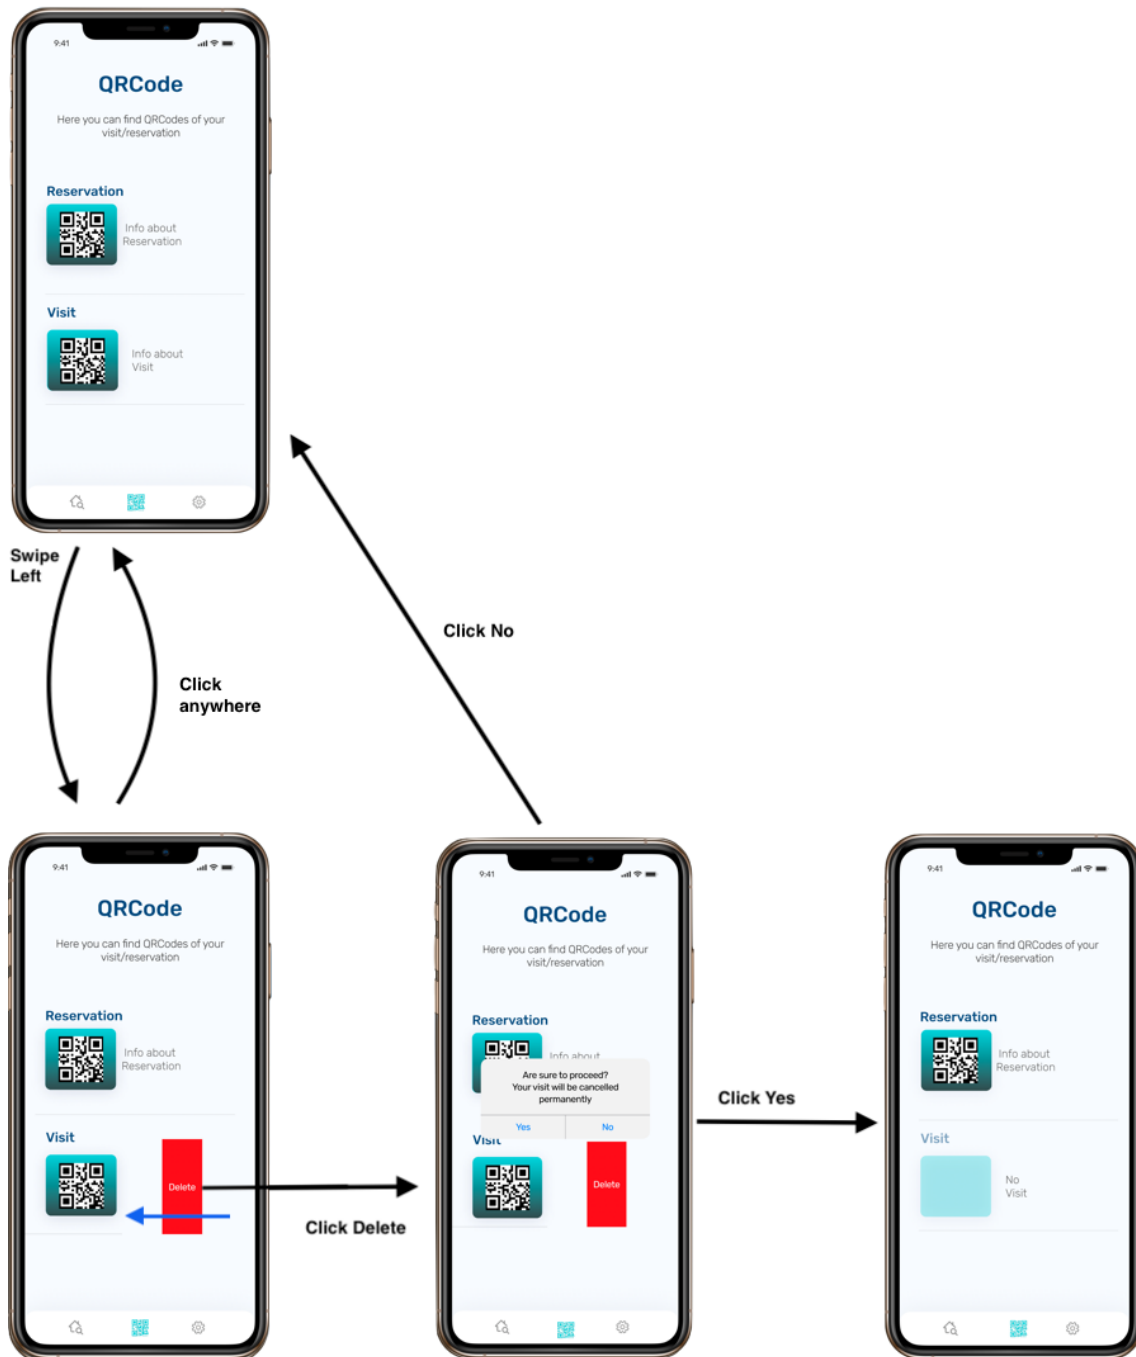 9:41
QRCode
Here you can find QRCodes of your
visit/reservation
Reservation
Info about
Reservation
Visit
Info about
Visit
Swipe
Left
Click
anywhere
Click No
9:41
QRCode
Here you can find QRCodes of your
visit/reservation
Reservation
Info about
Reservation
Visit
Delete
Click Delete
9:41
QRCode
Here you can find QRCodes of your
visit/reservation
Reservation
Info about
Are sure to proceed?
Your visit will be cancelled
permanently
Yes
No
Visit
Delete
Click Yes
9:41
QRCode
Here you can find QRCodes of your
visit/reservation
Reservation
Info about
Reservation
Visit
No
Visit